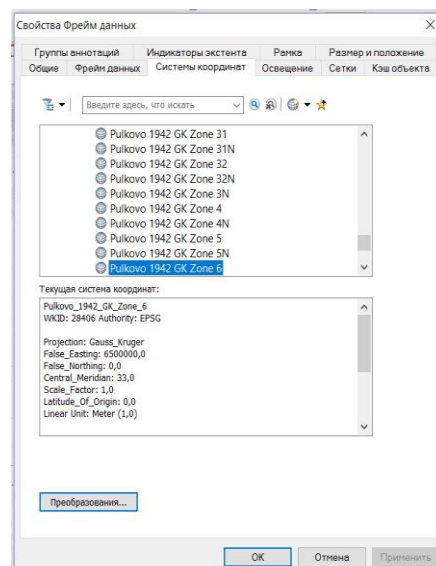 Свойства Фрейм данных
Группы аннотаций Индикаторы экстента Рамка Размер и положение
Общие Фрейм данных Системы координат Освещение Сетки Кэш объекта
Введите здесь, что искать
Pulkovo 1942 GK Zone 31
Pulkovo 1942 GK Zone 31N
Pulkovo 1942 GK Zone 32
Pulkovo 1942 GK Zone 32N
Pulkovo 1942 GK Zone 3N
Pulkovo 1942 GK Zone 4
Pulkovo 1942 GK Zone 4N
Pulkovo 1942 GK Zone 5
Pulkovo 1942 GK Zone 5N
Pulkovo 1942 GK Zone 6
Текущая система координат:
Pulkovo_1942_GK_Zone_6
WKID: 28406 Authority: EPSG
Projection: Gauss_Kruger
False_Easting: 6500000,0
False_Northing: 0,0
Central_Meridian: 33,0
Scale_Factor: 1,0
Latitude_Of_Origin: 0,0
Linear Unit: Meter (1,0)
Преобразования...
OK Отмена Применить